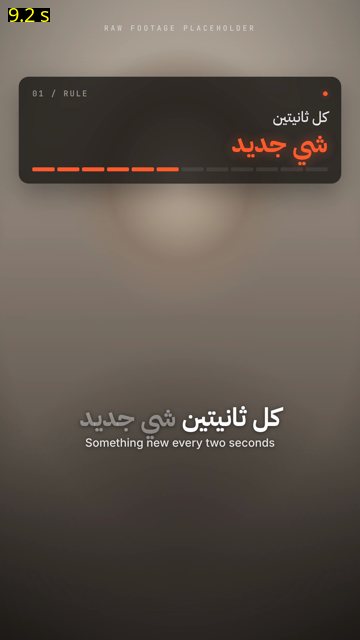 9.2 s
RAW FOOTAGE PLACEHOLDER
01 / RULE
كل ثانيتين
شي جديد
كل ثانيتين شي جديد
Something new every two seconds